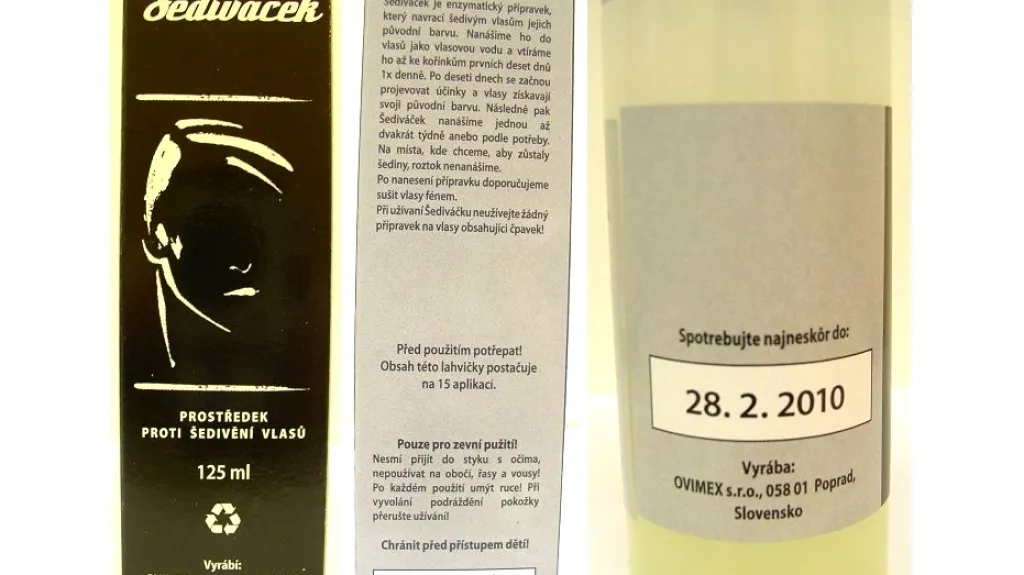 Šediváček
PROSTŘEDEK
PROTI ŠEDIVĚNÍ VLASŮ
125 ml
Vyrábí:
Šediváček je enzymatický přípravek,
který navrací šedivým vlasům jejich
původní barvu. Nanášíme ho do
vlasů jako vlasovou vodu a vtíráme
ho až ke kořínkům prvních deset dnů
1x denně. Po deseti dnech se začnou
projevovat účinky a vlasy získavají
svoji původní barvu. Následně pak
Šediváček nanášíme jednou až
dvakrát týdně anebo podle potřeby.
Na místa, kde chceme, aby zůstaly
šediny, roztok nenanášíme.
Po nanesení přípravku doporučujeme
sušit vlasy fénem.
Při užívaní Šediváčku neužívejte žádný
přípravek na vlasy obsahující čpavek!
Před použitím potřepat!
Obsah této lahvičky postačuje
na 15 aplikací.
Pouze pro zevní pužití!
Nesmí přijít do styku s očima,
nepoužívat na obočí, řasy a vousy!
Po každém použití umýt ruce! Při
vyvolání podráždění pokožky
přerušte užívání!
Chránit před přístupem dětí!
Spotrebujte najneskôr do:
28. 2. 2010
Vyrába:
OVIMEX s.r.o., 058 01 Poprad,
Slovensko